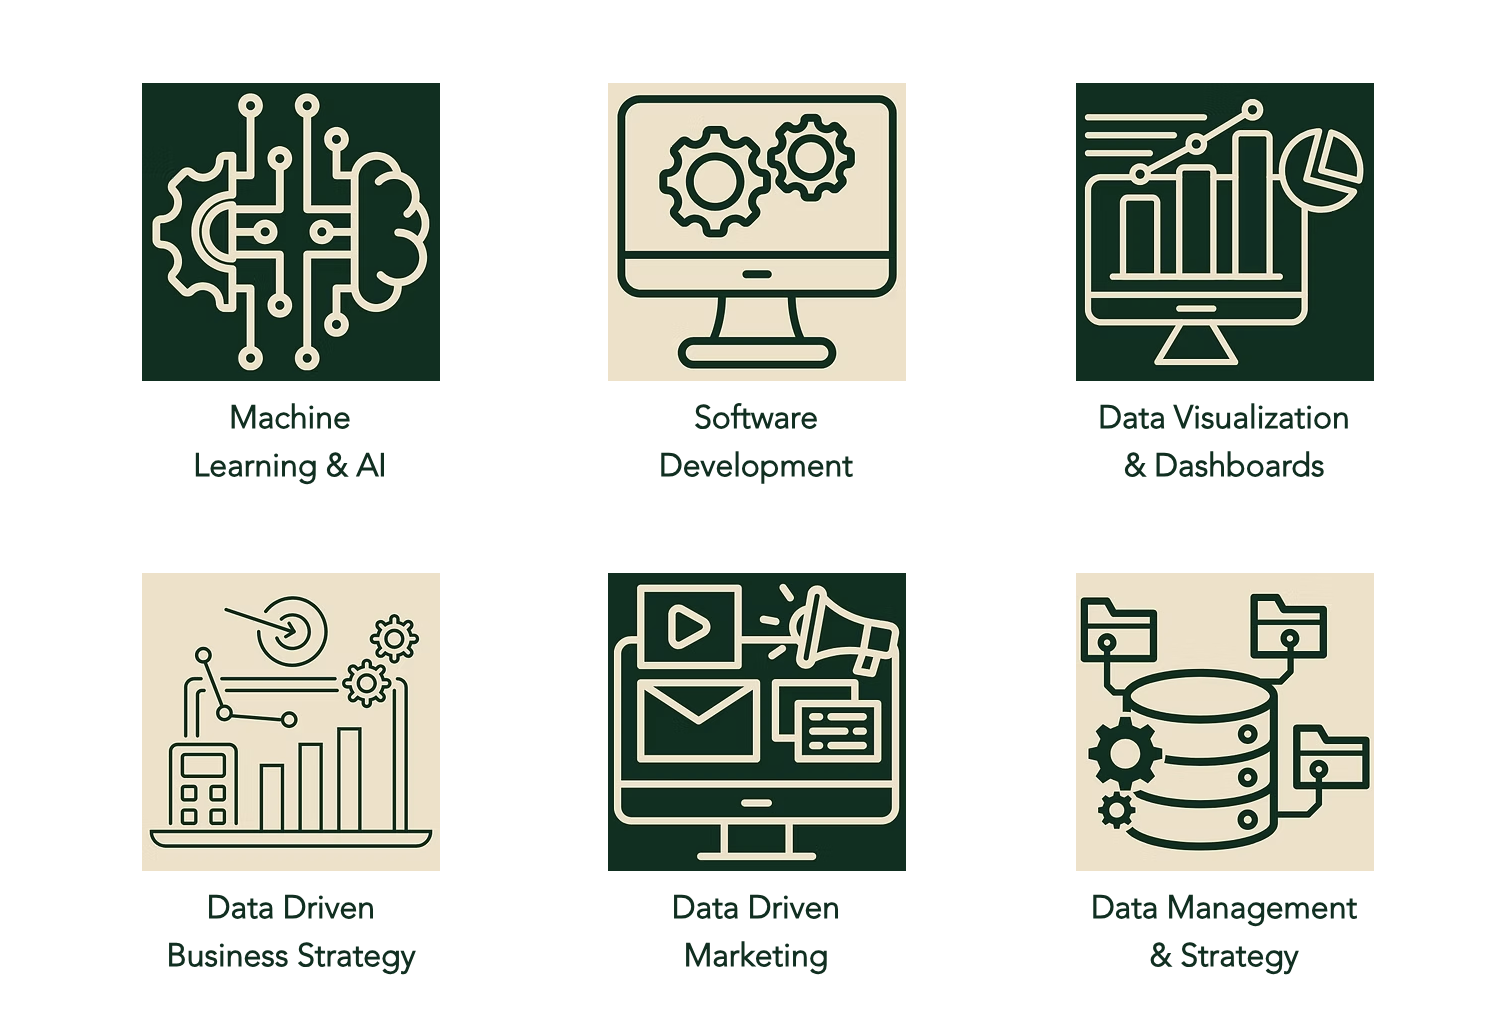 Machine
Learning & AI
Software
Development
Data Visualization
& Dashboards
Data Driven
Business Strategy
Data Driven
Marketing
Data Management
& Strategy